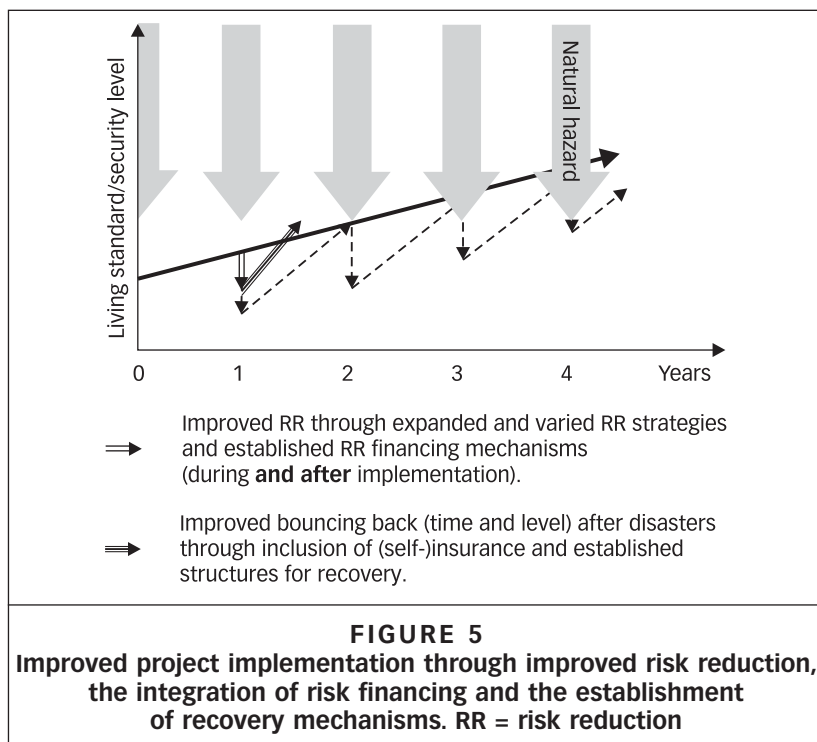 Living standard/security level
Natural hazard
0 1 2 3 4 Years
Improved RR through expanded and varied RR strategies
and established RR financing mechanisms
(during and after implementation).
Improved bouncing back (time and level) after disasters
through inclusion of (self-)insurance and established
structures for recovery.
FIGURE 5
Improved project implementation through improved risk reduction,
the integration of risk financing and the establishment
of recovery mechanisms. RR = risk reduction